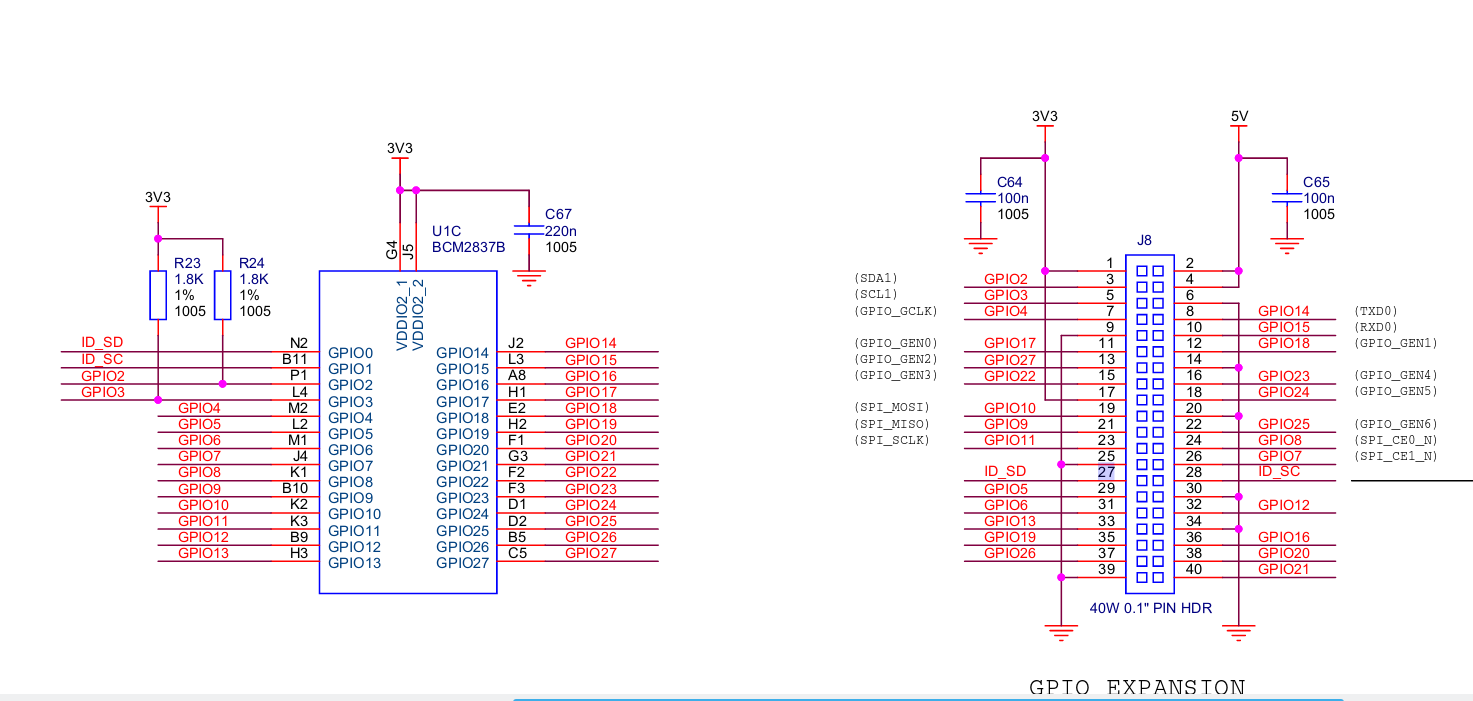 3V3
R23
1.8K
1%
1005
R24
1.8K
1%
1005
3V3
G4
J5
U1C
BCM2837B
C67
220n
1005
VDDIO2_1
VDDIO2_2
ID_SD N2 GPIO0
ID_SC B11 GPIO1
GPIO2 P1 GPIO2
GPIO3 L4 GPIO3
GPIO4 M2 GPIO4
GPIO5 L2 GPIO5
GPIO6 M1 GPIO6
GPIO7 J4 GPIO7
GPIO8 K1 GPIO8
GPIO9 B10 GPIO9
GPIO10 K2 GPIO10
GPIO11 K3 GPIO11
GPIO12 B9 GPIO12
GPIO13 H3 GPIO13
GPIO14 J2 GPIO14
GPIO15 L3 GPIO15
GPIO16 A8 GPIO16
GPIO17 H1 GPIO17
GPIO18 E2 GPIO18
GPIO19 H2 GPIO19
GPIO20 F1 GPIO20
GPIO21 G3 GPIO21
GPIO22 F2 GPIO22
GPIO23 F3 GPIO23
GPIO24 D1 GPIO24
GPIO25 D2 GPIO25
GPIO26 B5 GPIO26
GPIO27 C5 GPIO27
3V3
C64
100n
1005
5V
C65
100n
1005
J8
1 2
(SDA1) GPIO2 3 4
(SCL1) GPIO3 5 6
(GPIO_GCLK) GPIO4 7 8 GPIO14 (TXD0)
9 10 GPIO15 (RXD0)
(GPIO_GEN0) GPIO17 11 12 GPIO18 (GPIO_GEN1)
(GPIO_GEN2) GPIO27 13 14
(GPIO_GEN3) GPIO22 15 16 GPIO23 (GPIO_GEN4)
17 18 GPIO24 (GPIO_GEN5)
(SPI_MOSI) GPIO10 19 20
(SPI_MISO) GPIO9 21 22 GPIO25 (GPIO_GEN6)
(SPI_SCLK) GPIO11 23 24 GPIO8 (SPI_CE0_N)
25 26 GPIO7 (SPI_CE1_N)
ID_SD 27 28 ID_SC
GPIO5 29 30
GPIO6 31 32 GPIO12
GPIO13 33 34
GPIO19 35 36 GPIO16
GPIO26 37 38 GPIO20
39 40 GPIO21
40W 0.1" PIN HDR
GPIO EXPANSION